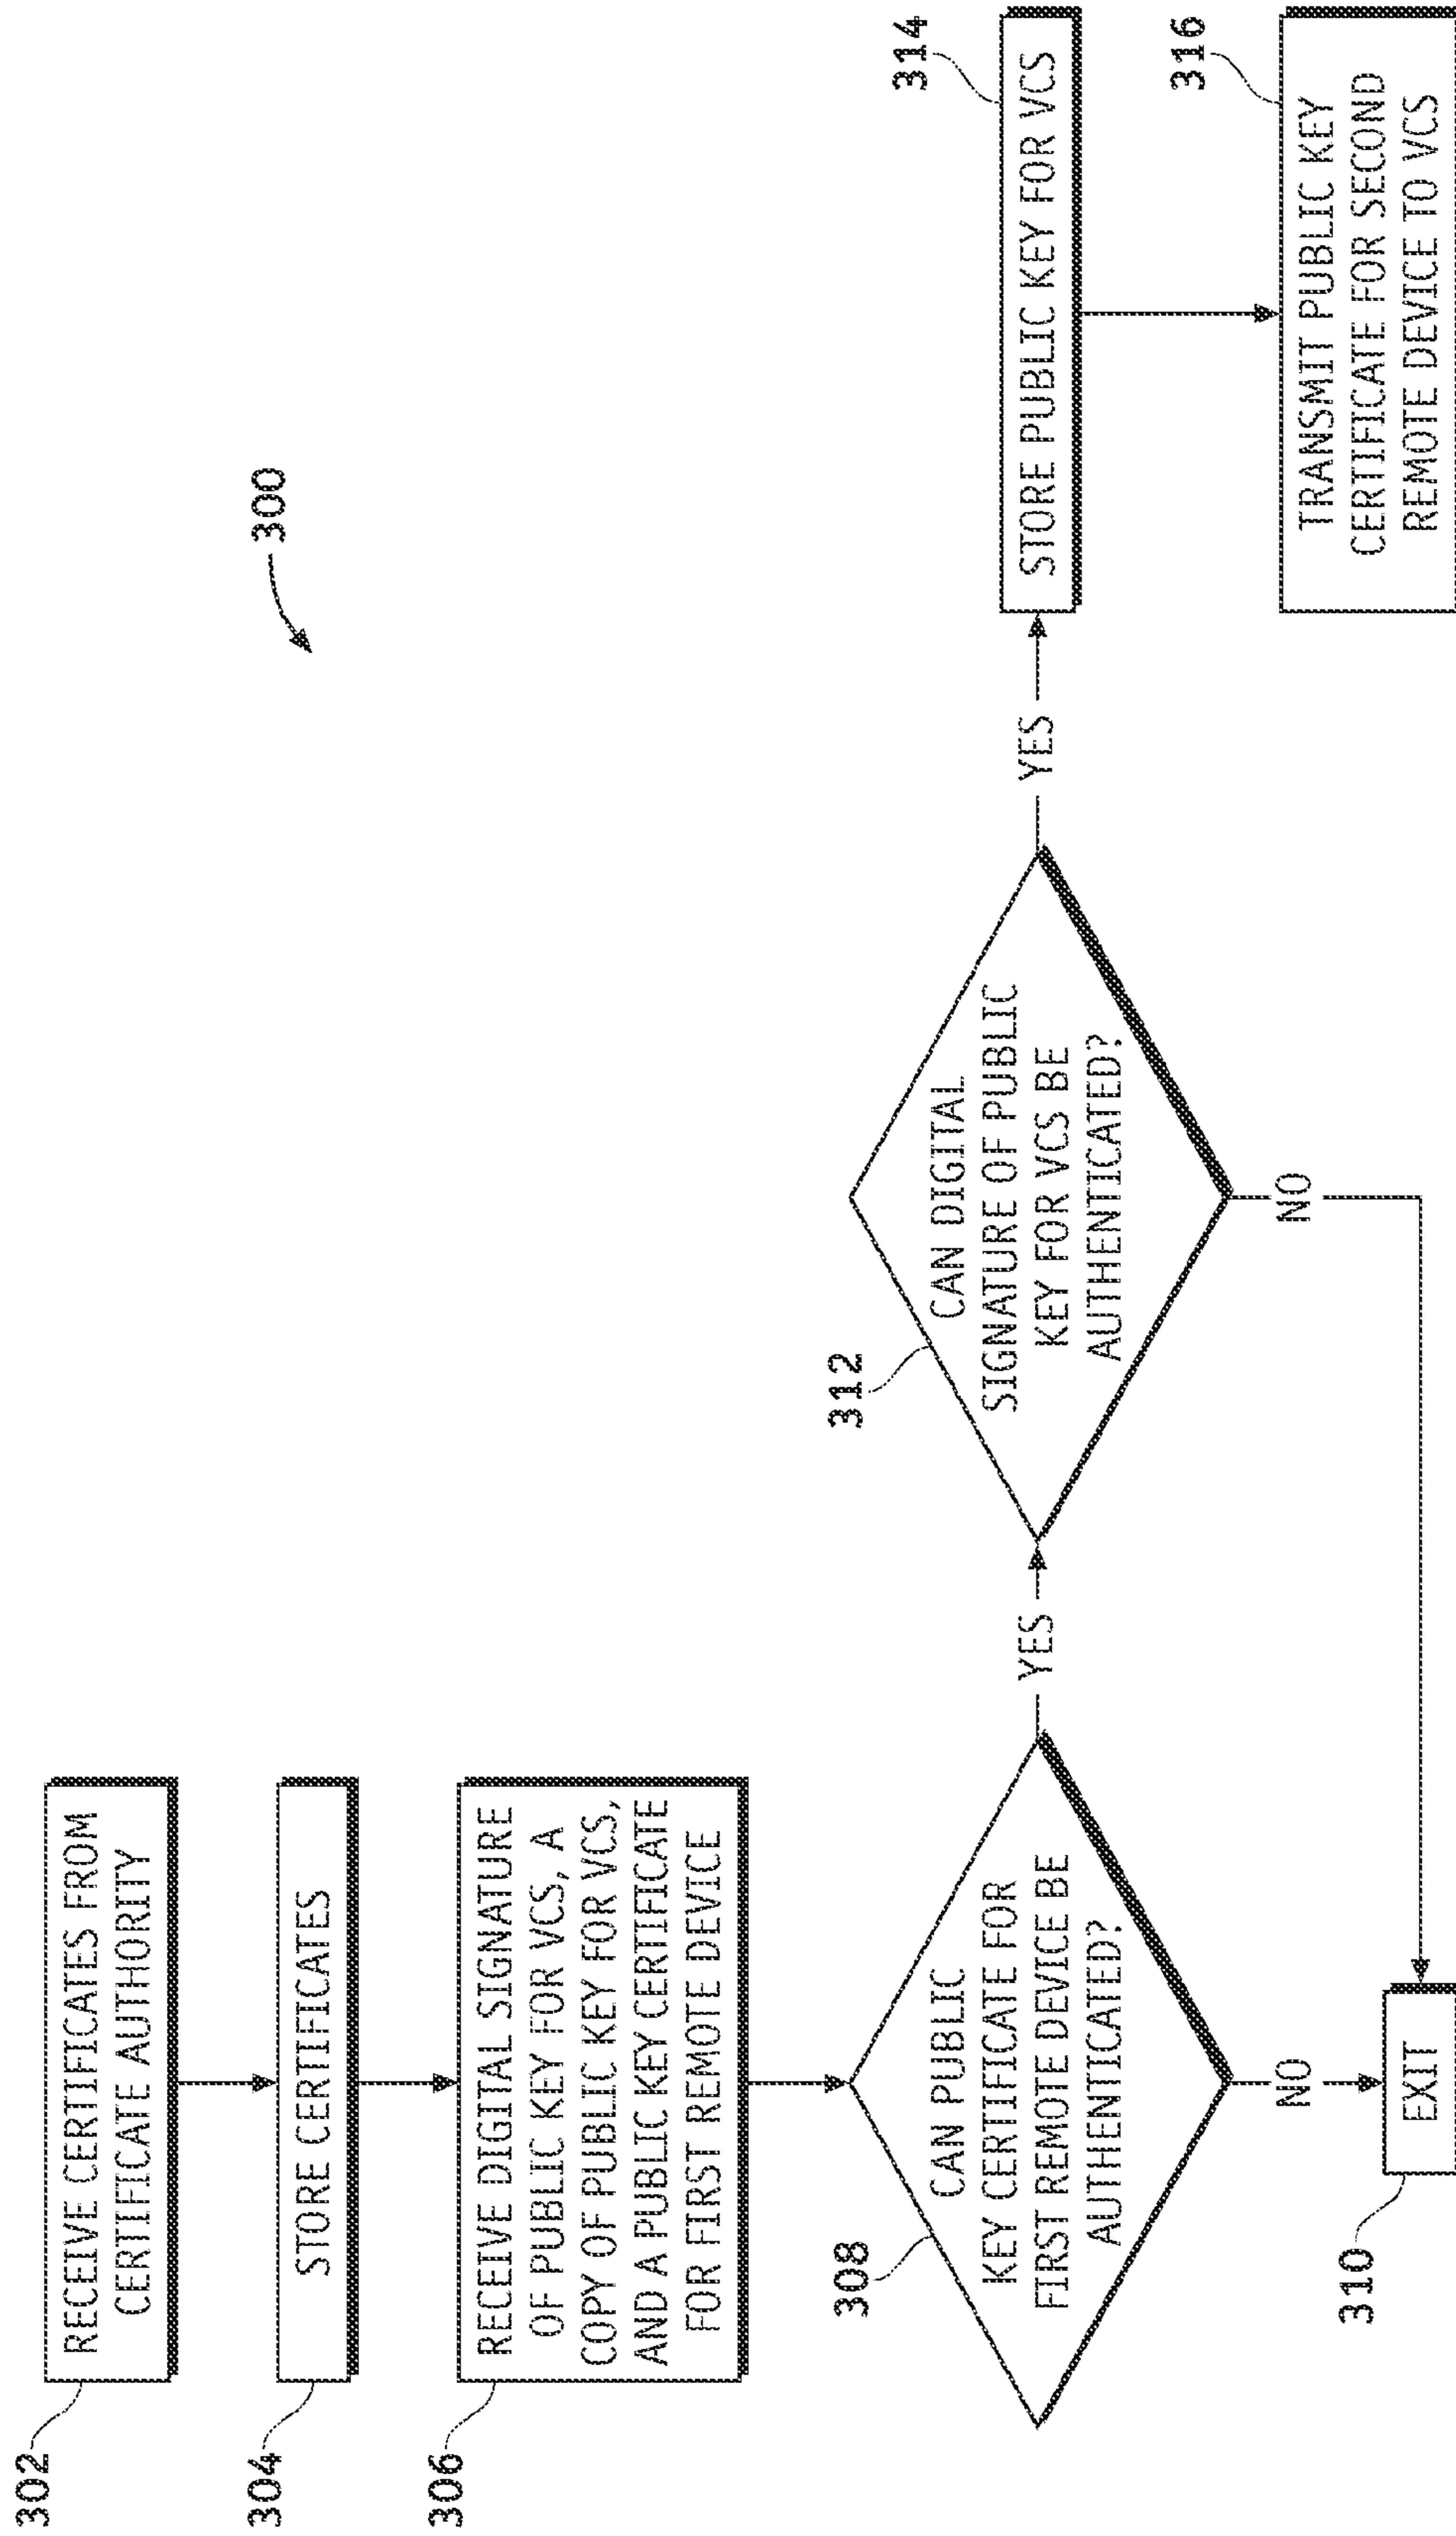 300
302
RECEIVE CERTIFICATES FROM
CERTIFICATE AUTHORITY
304
STORE CERTIFICATES
306
RECEIVE DIGITAL SIGNATURE
OF PUBLIC KEY FOR VCS, A
COPY OF PUBLIC KEY FOR VCS,
AND A PUBLIC KEY CERTIFICATE
FOR FIRST REMOTE DEVICE
308
CAN PUBLIC
KEY CERTIFICATE FOR
FIRST REMOTE DEVICE BE
AUTHENTICATED?
YES
NO
310
EXIT
312
CAN DIGITAL
SIGNATURE OF PUBLIC
KEY FOR VCS BE
AUTHENTICATED?
YES
NO
314
STORE PUBLIC KEY FOR VCS
316
TRANSMIT PUBLIC KEY
CERTIFICATE FOR SECOND
REMOTE DEVICE TO VCS